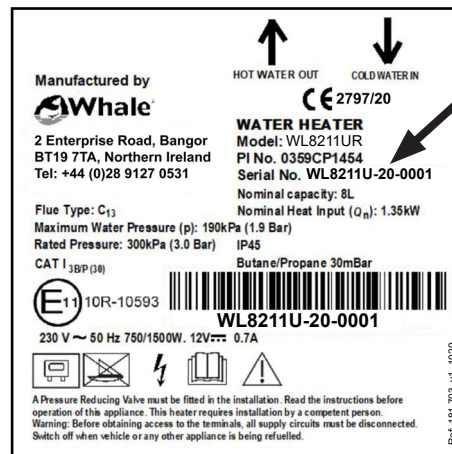 HOT WATER OUT
COLD WATER IN
Manufactured by
Whale
2797/20
2 Enterprise Road, Bangor
BT19 7TA, Northern Ireland
Tel: +44 (0)28 9127 0531
WATER HEATER
Model: WL8211UR
PI No. 0359CP1454
Serial No. WL8211U-20-0001
Nominal capacity: 8L
Flue Type: C13
Nominal Heat Input (Qn): 1.35kW
Maximum Water Pressure (p): 190kPa (1.9 Bar)
Rated Pressure: 300kPa (3.0 Bar) IP45
CAT I 3B/P (30) Butane/Propane 30mBar
E11 10R-10593
WL8211U-20-0001
230 V ~ 50 Hz 750/1500W. 12V⎓ 0.7A
A Pressure Reducing Valve must be fitted in the installation. Read the instructions before
operation of this appliance. This heater requires installation by a competent person.
Warning: Before obtaining access to the terminals, all supply circuits must be disconnected.
Switch off when vehicle or any other appliance is being refuelled.